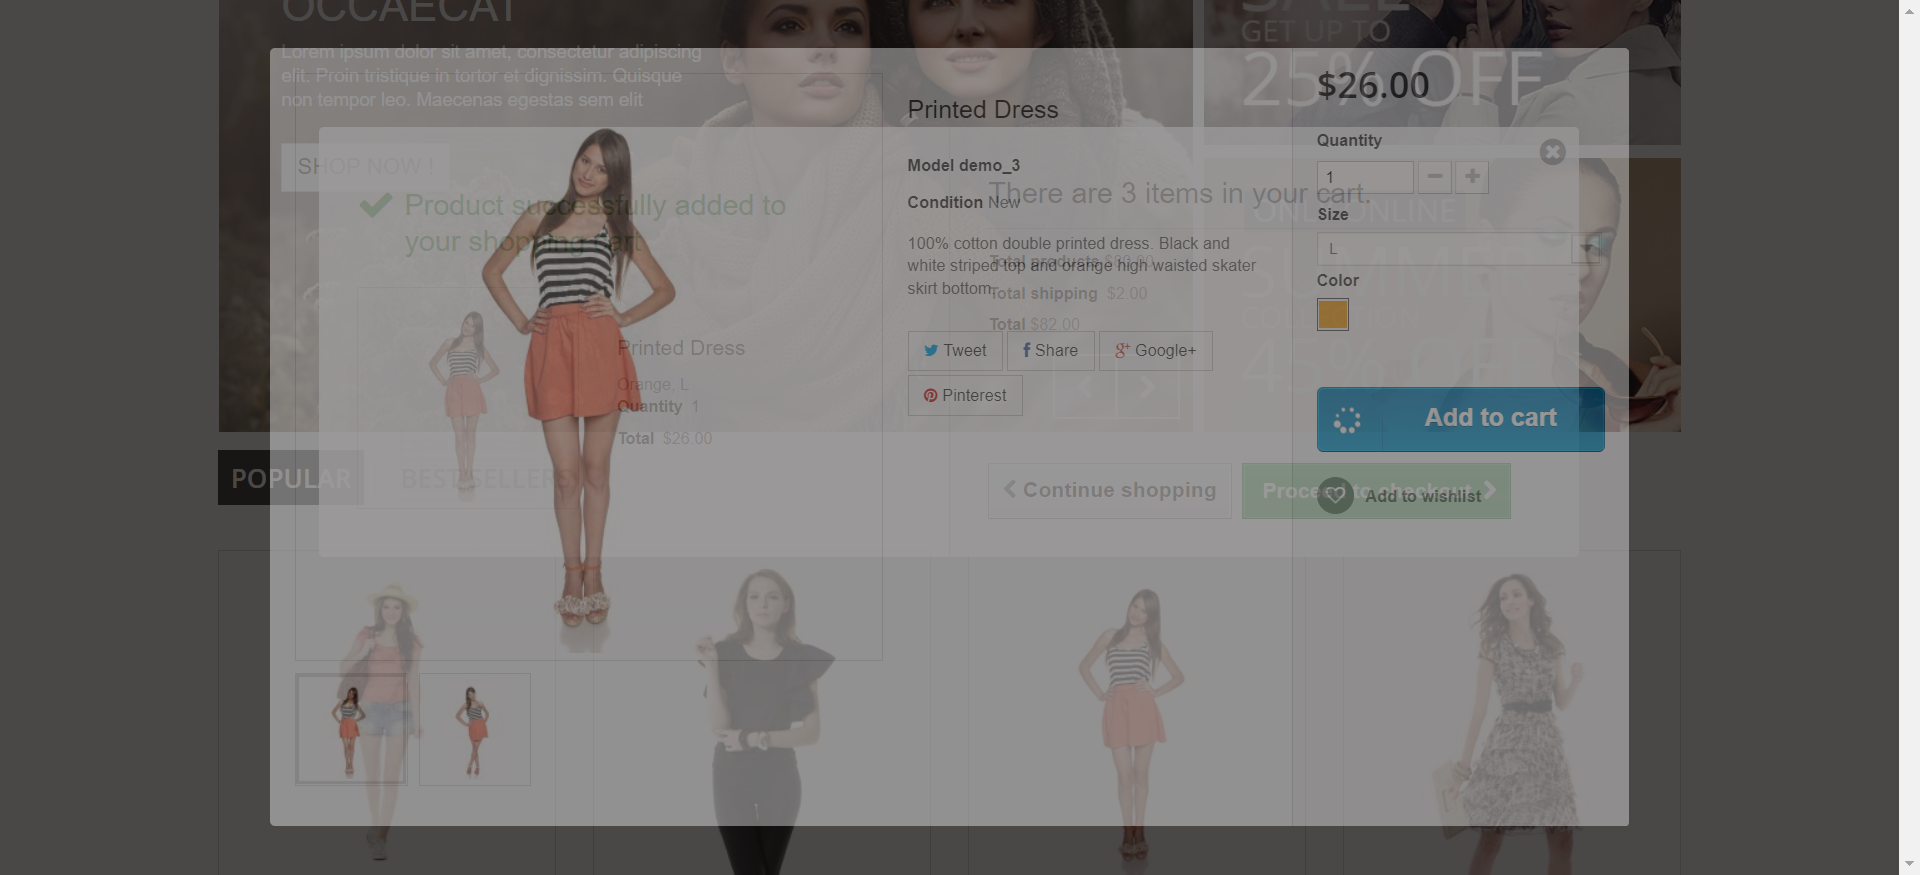 OCCAECAT
Lorem ipsum dolor sit amet, consectetur adipiscing
elit. Proin tristique in tortor et dignissim. Quisque
non tempor leo. Maecenas egestas sem elit
SHOP NOW !
SALE
GET UP TO
25% OFF
ONLINE
SUMMER
45%
Product successfully added to
your shopping cart
Printed Dress
Orange, L
Quantity 1
Total $26.00
There are 3 items in your cart.
Total products
Total shipping $2.00
Total $82.00
Continue shopping
Proceed to checkout
Printed Dress
Model demo_3
Condition New
100% cotton double printed dress. Black and
white striped top and orange high waisted skater
skirt bottom.
Tweet
Share
Google+
Pinterest
$26.00
Quantity
1
Size
L
Color
Add to cart
Add to wishlist
POPULAR
BEST SELLERS